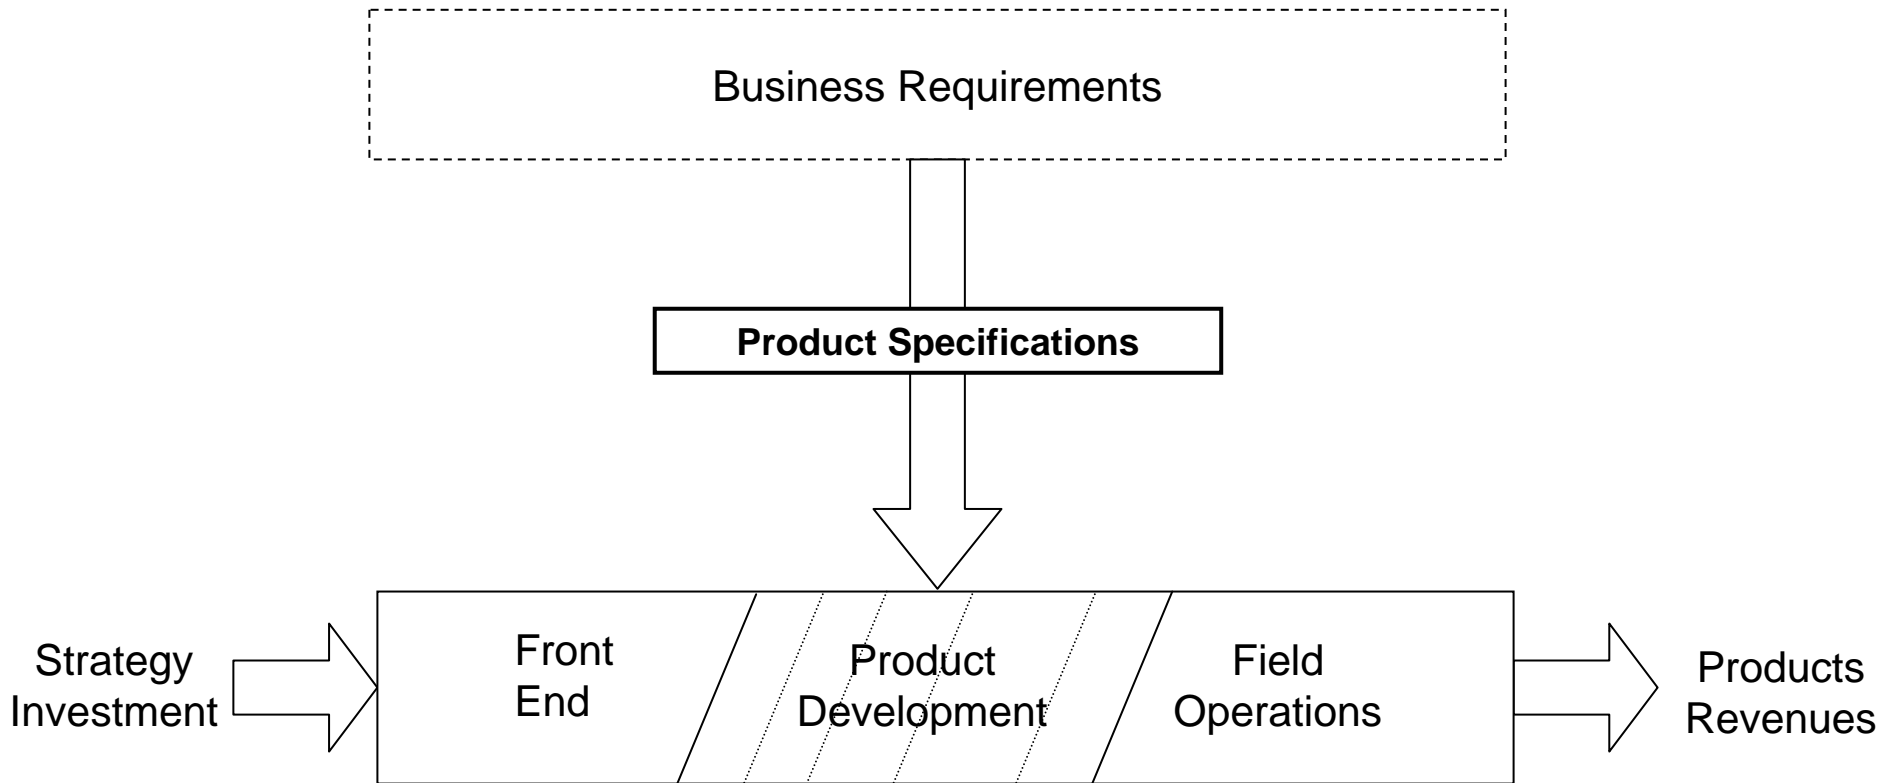 Business Requirements
Product Specifications
Strategy
Investment
Front
End
Product
Development
Field
Operations
Products
Revenues